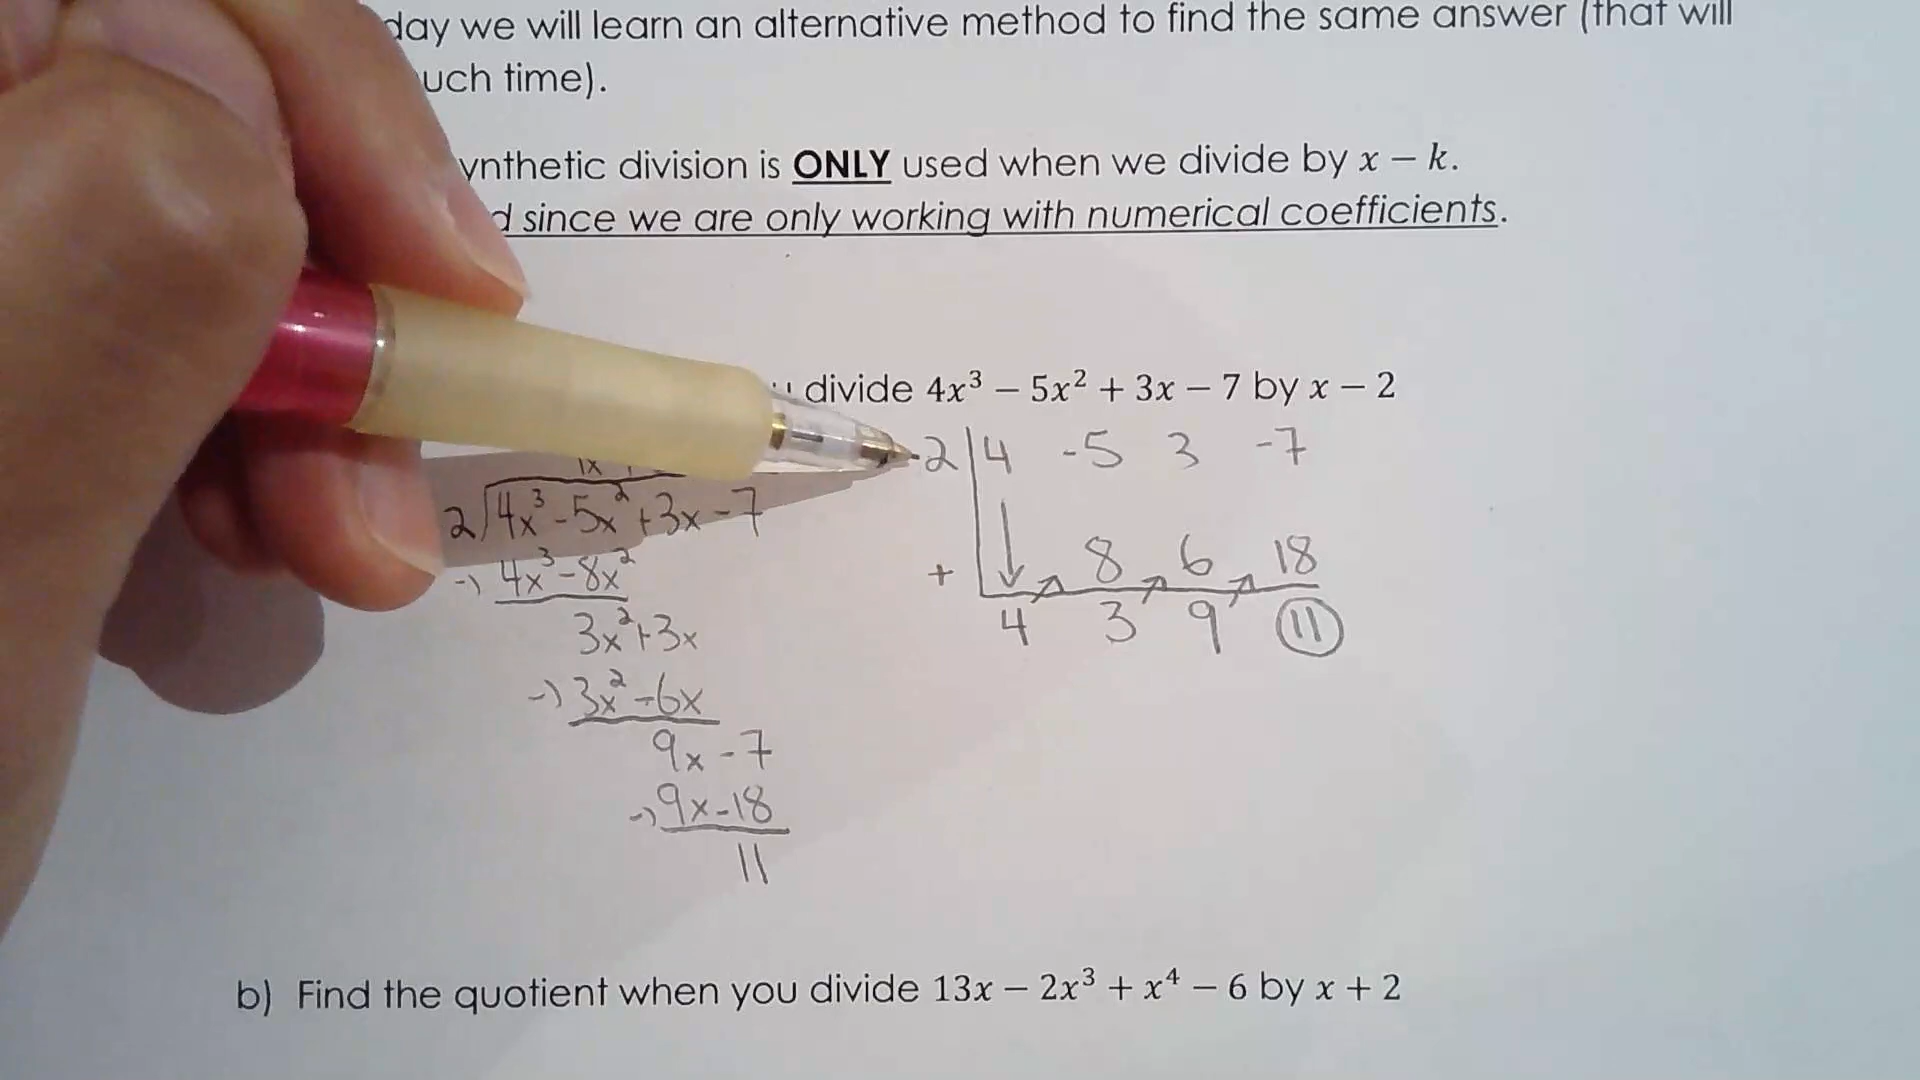 day we will learn an alternative method to find the same answer (that will
uch time).
ynthetic division is ONLY used when we divide by x − k.
d since we are only working with numerical coefficients.
divide 4x³ − 5x² + 3x − 7 by x − 2
2 4 -5 3 -7
+ 8 6 18
4 3 9 11
2 4x³-5x²+3x-7
-) 4x³-8x²
3x²+3x
-) 3x²-6x
9x-7
-) 9x-18
11
b) Find the quotient when you divide 13x − 2x³ + x⁴ − 6 by x + 2